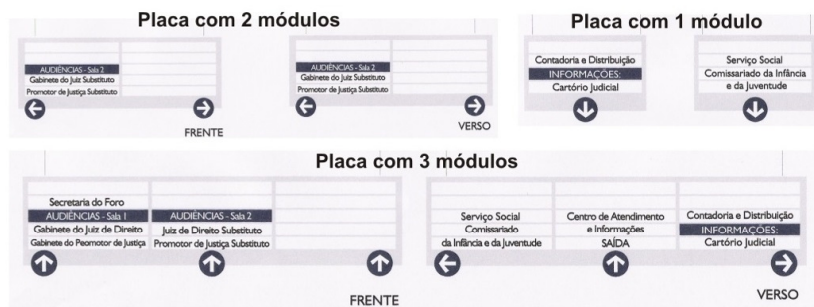 Placa com 2 módulos
AUDIÊNCIAS - Sala 2
Gabinete do Juiz Substituto
Promotor de Justiça Substituto
FRENTE
AUDIÊNCIAS - Sala 2
Gabinete do Juiz Substituto
Promotor de Justiça Substituto
VERSO
Placa com 1 módulo
Contadoria e Distribuição
INFORMAÇÕES:
Cartório Judicial
Serviço Social
Comissariado da Infância
e da Juventude
Placa com 3 módulos
Secretaria do Foro
AUDIÊNCIAS - Sala 1
Gabinete do Juiz de Direito
Gabinete do Peomotor de Justiça
AUDIÊNCIAS - Sala 2
Juiz de Direito Substituto
Promotor de Justiça Substituto
FRENTE
Serviço Social
Comissariado
da Infância e da Juventude
Centro de Atendimento
e Informações
SAÍDA
Contadoria e Distribuição
INFORMAÇÕES:
Cartório Judicial
VERSO